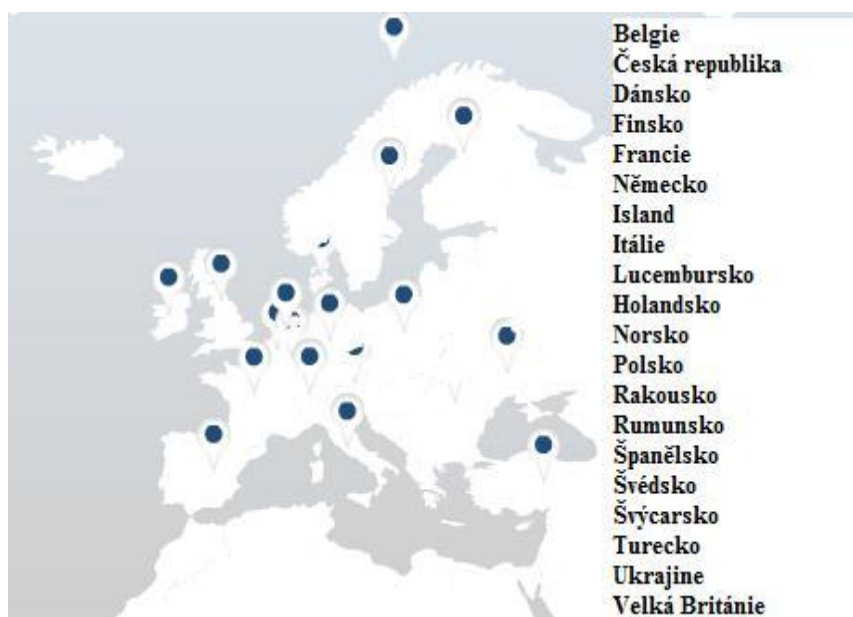 Belgie
Česká republika
Dánsko
Finsko
Francie
Německo
Island
Itálie
Lucembursko
Holandsko
Norsko
Polsko
Rakousko
Rumunsko
Španělsko
Švédsko
Švýcarsko
Turecko
Ukrajine
Velká Británie